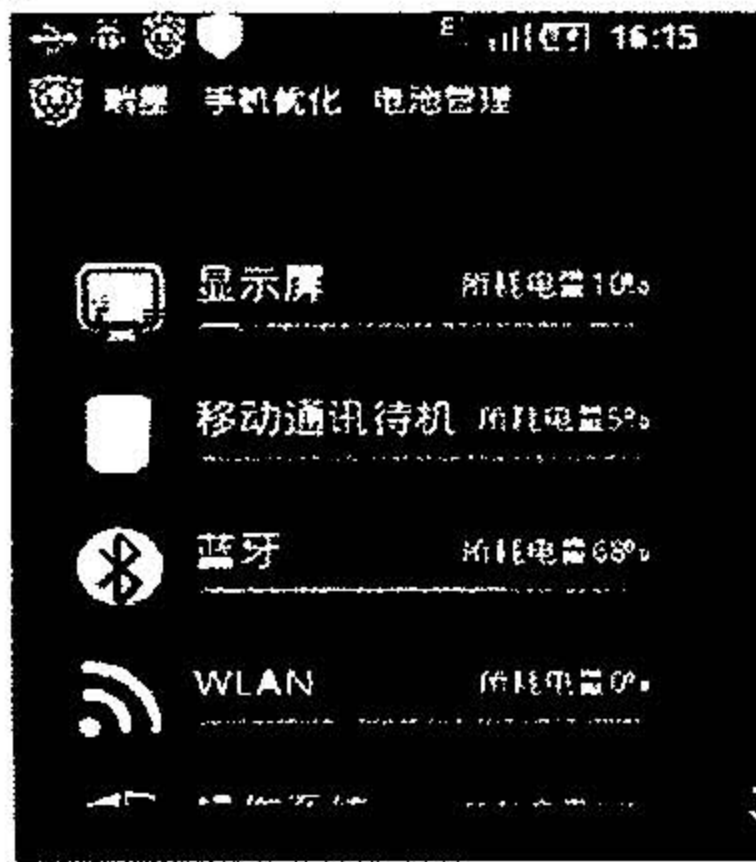 16:15
瑞星 手机优化 电池管理
显示屏 所耗电量10%
移动通讯待机 所耗电量5%
蓝牙 所耗电量68%
WLAN 所耗电量0%